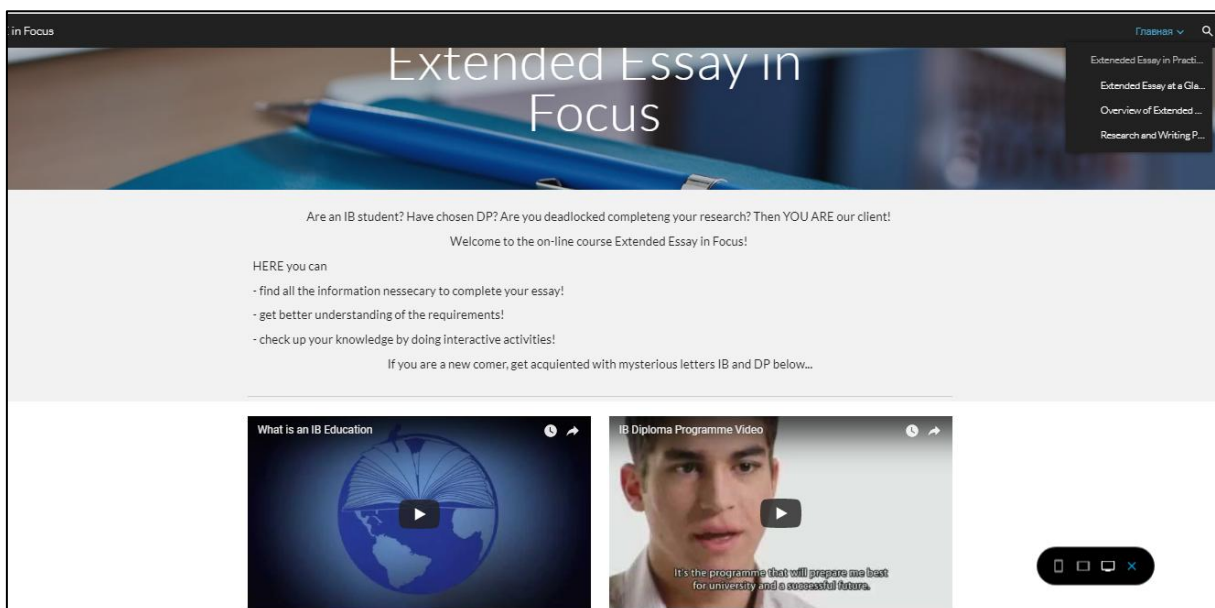 in Focus
Главная
Exteneded Essay in Practi...
Extended Essay at a Gla...
Overview of Extended ...
Research and Writing P...
Extended Essay in
Focus
Are an IB student? Have chosen DP? Are you deadlocked completeng your research? Then YOU ARE our client!
Welcome to the on-line course Extended Essay in Focus!
HERE you can
- find all the information nessecary to complete your essay!
- get better understanding of the requirements!
- check up your knowledge by doing interactive activities!
If you are a new comer, get acquiented with mysterious letters IB and DP below...
What is an IB Education
IB Diploma Programme Video
It's the programme that will prepare me best
for university and a successful future.